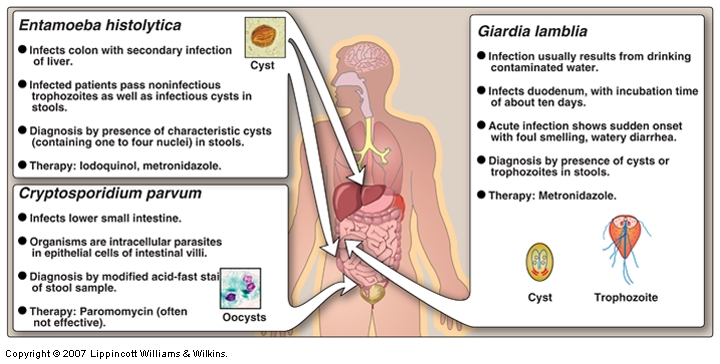 Entamoeba histolytica
● Infects colon with secondary infection
of liver.
● Infected patients pass noninfectious
trophozoites as well as infectious cysts in
stools.
● Diagnosis by presence of characteristic cysts
(containing one to four nuclei) in stools.
● Therapy: Iodoquinol, metronidazole.
Cyst
Cryptosporidium parvum
● Infects lower small intestine.
● Organisms are intracellular parasites
in epithelial cells of intestinal villi.
● Diagnosis by modified acid-fast stai
of stool sample.
● Therapy: Paromomycin (often
not effective).
Oocysts
Giardia lamblia
● Infection usually results from drinking
contaminated water.
● Infects duodenum, with incubation time
of about ten days.
● Acute infection shows sudden onset
with foul smelling, watery diarrhea.
● Diagnosis by presence of cysts or
trophozoites in stools.
● Therapy: Metronidazole.
Cyst
Trophozoite
Copyright © 2007 Lippincott Williams & Wilkins.